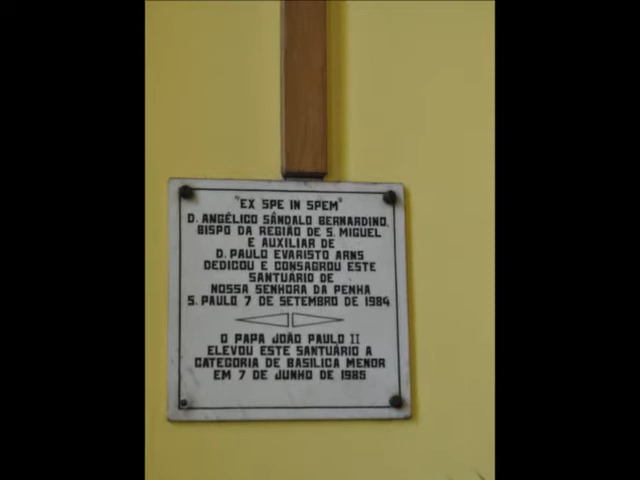 "EX SPE IN SPEM"
D. ANGÉLICO SÂNDALO BERNARDINO,
BISPO DA REGIÃO DE S. MIGUEL
E AUXILIAR DE
D. PAULO EVARISTO ARNS
DEDICOU E CONSAGROU ESTE
SANTUÁRIO DE
NOSSA SENHORA DA PENHA
S. PAULO 7 DE SETEMBRO DE 1984
O PAPA JOÃO PAULO II
ELEVOU ESTE SANTUÁRIO A
CATEGORIA DE BASILICA MENOR
EM 7 DE JUNHO DE 1985